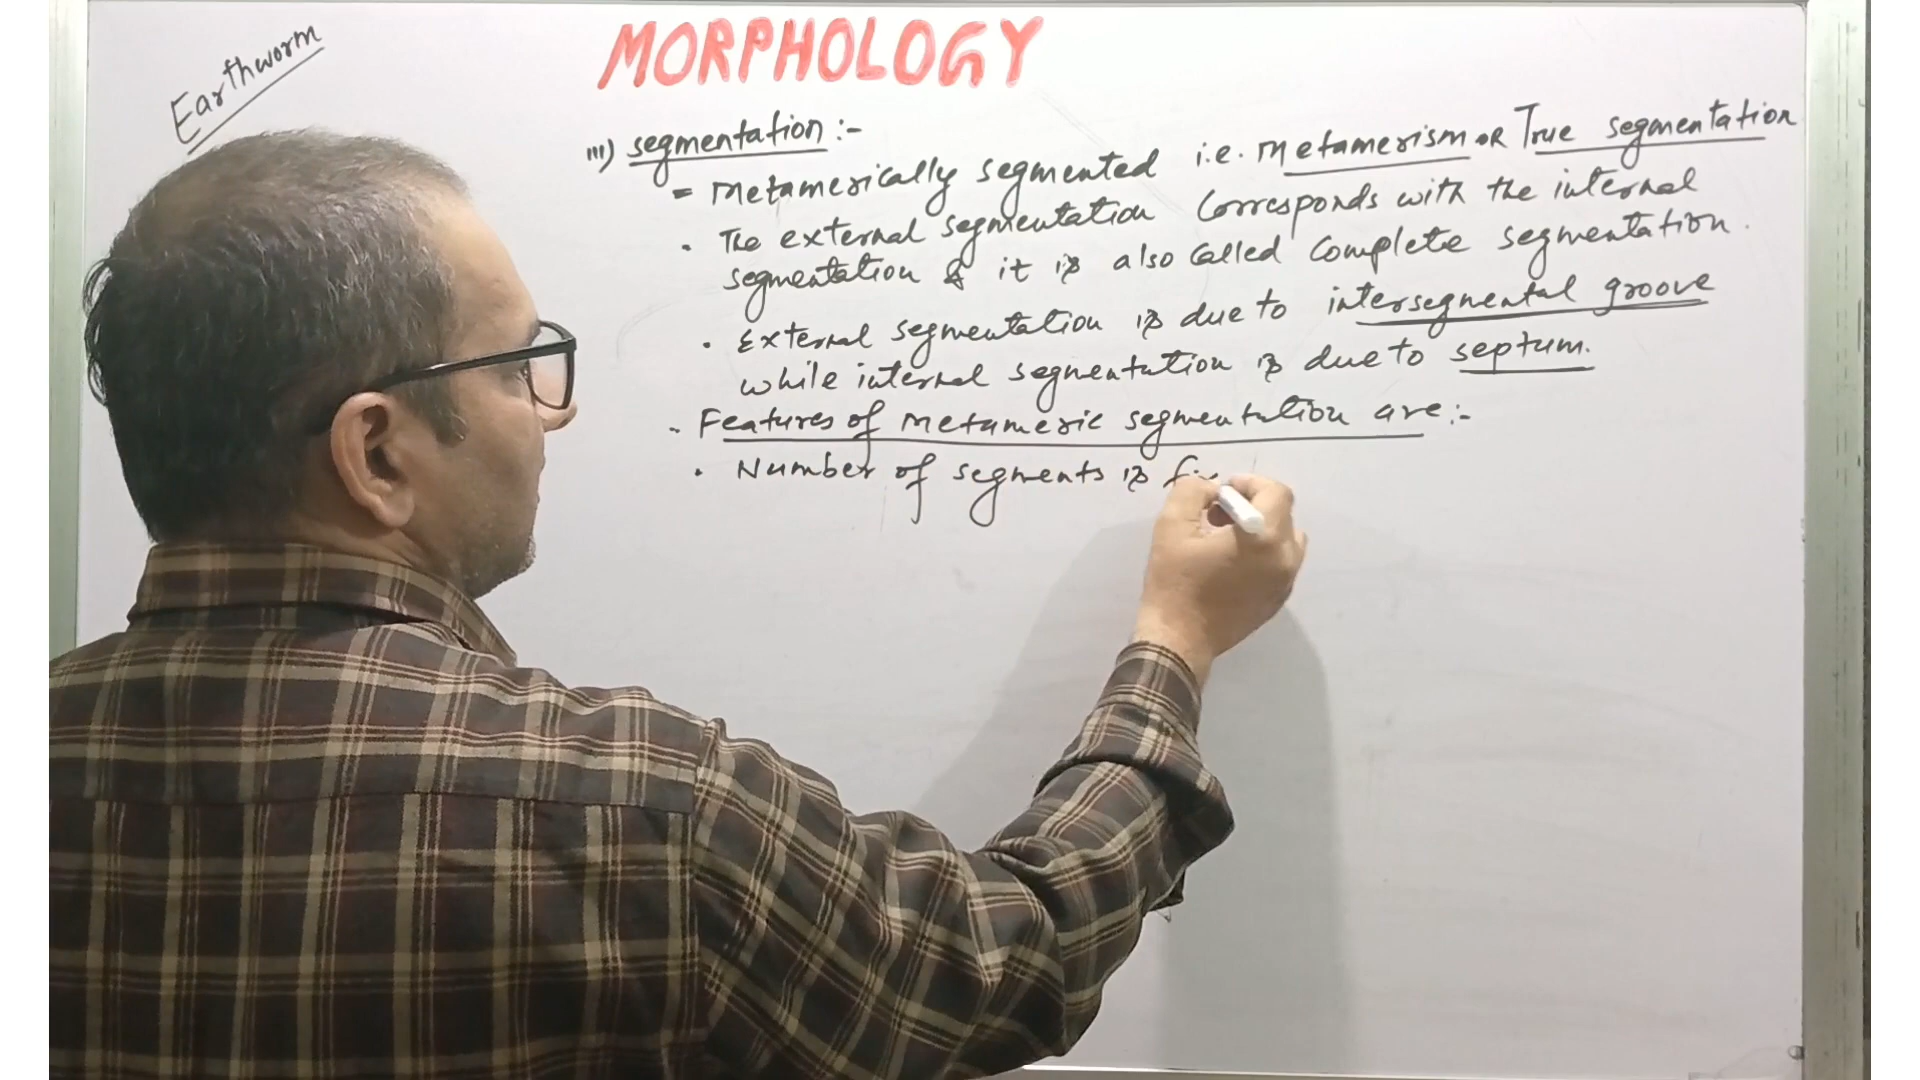 Earthworm
MORPHOLOGY
III) segmentation :-
= Metamerically segmented i.e. Metamerism OR True segmentation
• The external segmentation corresponds with the internal
segmentation & it is also called complete segmentation.
• External segmentation is due to intersegmental groove
while internal segmentation is due to septum.
- Features of metameric segmentation are :-
• Number of segments is fi